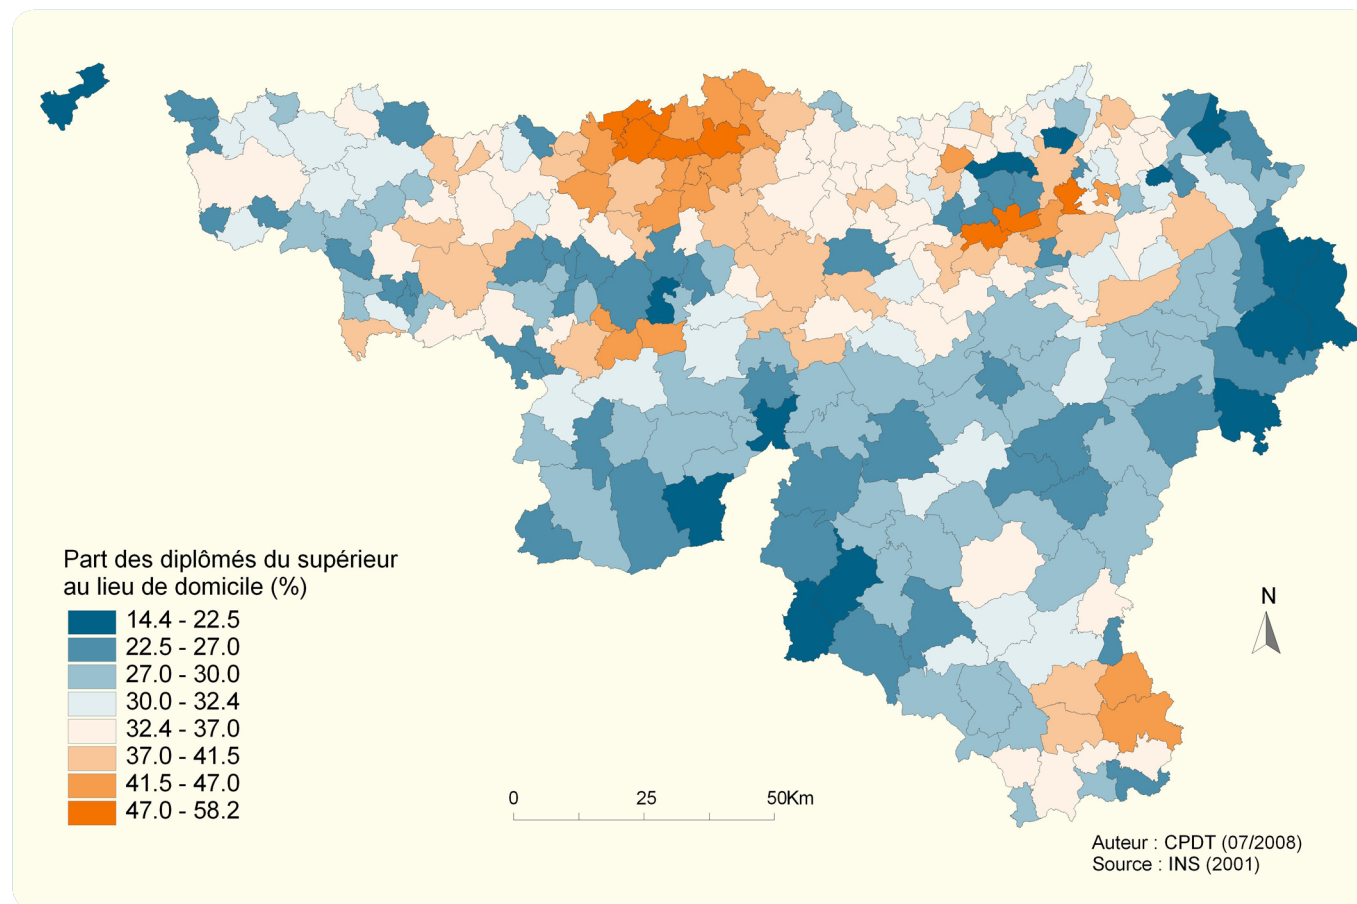 Part des diplômés du supérieur
au lieu de domicile (%)
14.4 - 22.5
22.5 - 27.0
27.0 - 30.0
30.0 - 32.4
32.4 - 37.0
37.0 - 41.5
41.5 - 47.0
47.0 - 58.2
0 25 50Km
N
Auteur : CPDT (07/2008)
Source : INS (2001)